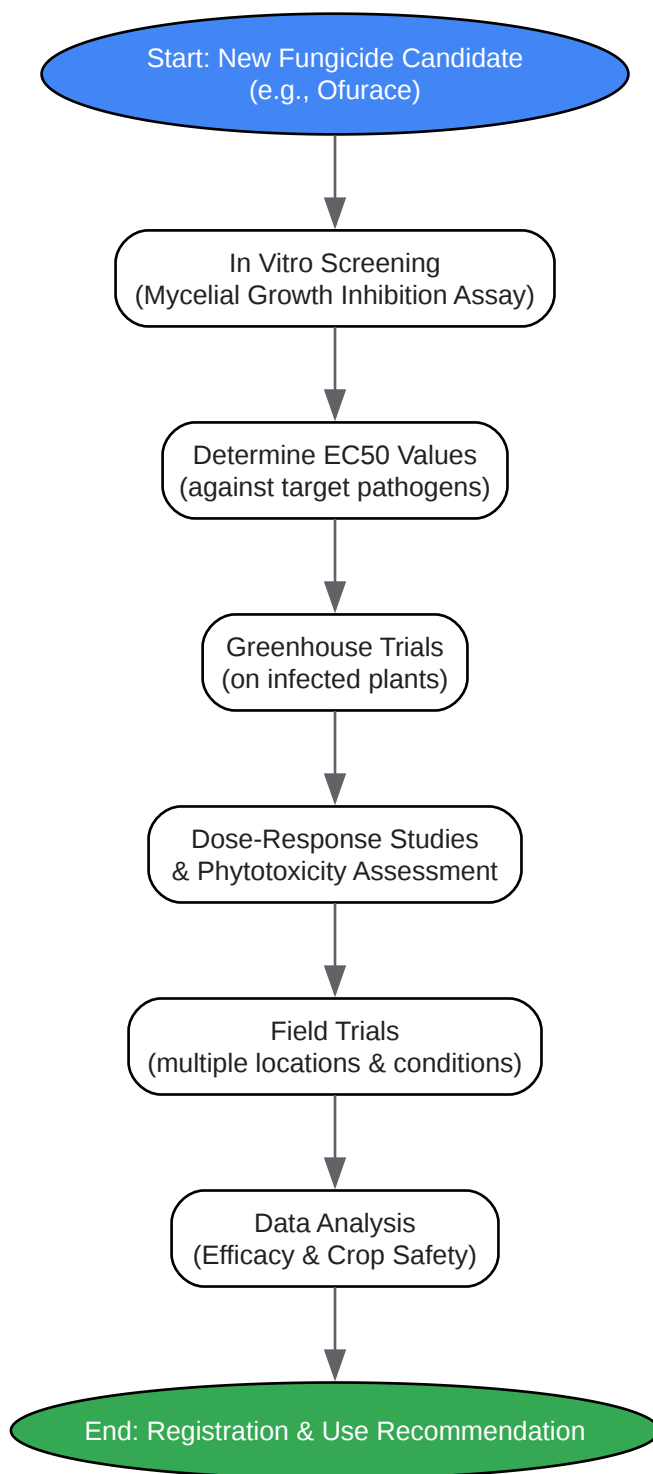 Start: New Fungicide Candidate
(e.g., Ofurace)
In Vitro Screening
(Mycelial Growth Inhibition Assay)
Determine EC50 Values
(against target pathogens)
Greenhouse Trials
(on infected plants)
Dose-Response Studies
& Phytotoxicity Assessment
Field Trials
(multiple locations & conditions)
Data Analysis
(Efficacy & Crop Safety)
End: Registration & Use Recommendation